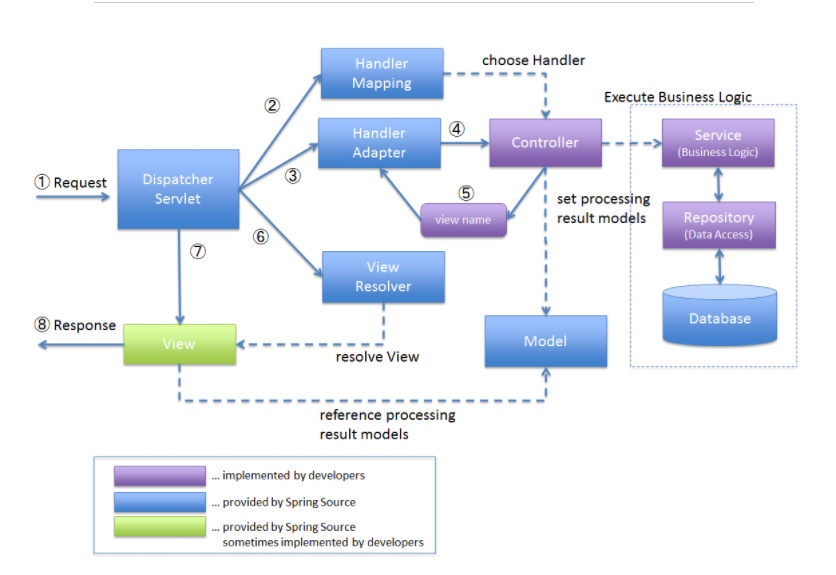 Handler
Mapping
choose Handler
②
Execute Business Logic
Handler
Adapter
④
Controller
Service
(Business Logic)
① Request
Dispatcher
Servlet
③
⑤
view name
set processing
result models
Repository
(Data Access)
⑥
⑦
View
Resolver
⑧ Response
View
resolve View
Model
Database
reference processing
result models
... implemented by developers
... provided by Spring Source
... provided by Spring Source
sometimes implemented by developers